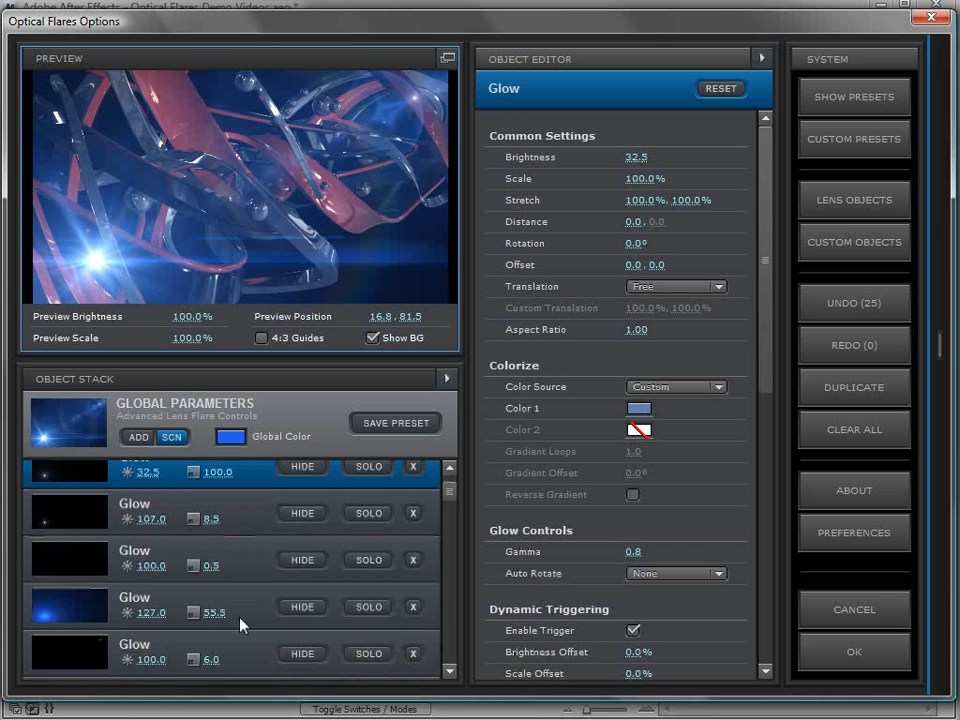 Adobe After Effects - Optical Flares Demo Videos.aep *
Optical Flares Options
PREVIEW
Preview Brightness 100.0% Preview Position 16.8, 81.5
Preview Scale 100.0% 4:3 Guides Show BG
OBJECT STACK
GLOBAL PARAMETERS
Advanced Lens Flare Controls
SAVE PRESET
ADD SCN Global Color
32.5 100.0 HIDE SOLO X
Glow
107.0 8.5 HIDE SOLO X
Glow
100.0 0.5 HIDE SOLO X
Glow
127.0 55.5 HIDE SOLO X
Glow
100.0 6.0 HIDE SOLO X
OBJECT EDITOR
Glow RESET
Common Settings
Brightness 32.5
Scale 100.0%
Stretch 100.0%, 100.0%
Distance 0.0, 0.0
Rotation 0.0°
Offset 0.0, 0.0
Translation Free
Custom Translation 100.0%, 100.0%
Aspect Ratio 1.00
Colorize
Color Source Custom
Color 1
Color 2
Gradient Loops 1.0
Gradient Offset 0.0°
Reverse Gradient
Glow Controls
Gamma 0.8
Auto Rotate None
Dynamic Triggering
Enable Trigger
Brightness Offset 0.0%
Scale Offset 0.0%
SYSTEM
SHOW PRESETS
CUSTOM PRESETS
LENS OBJECTS
CUSTOM OBJECTS
UNDO (25)
REDO (0)
DUPLICATE
CLEAR ALL
ABOUT
PREFERENCES
CANCEL
OK
Toggle Switches / Modes